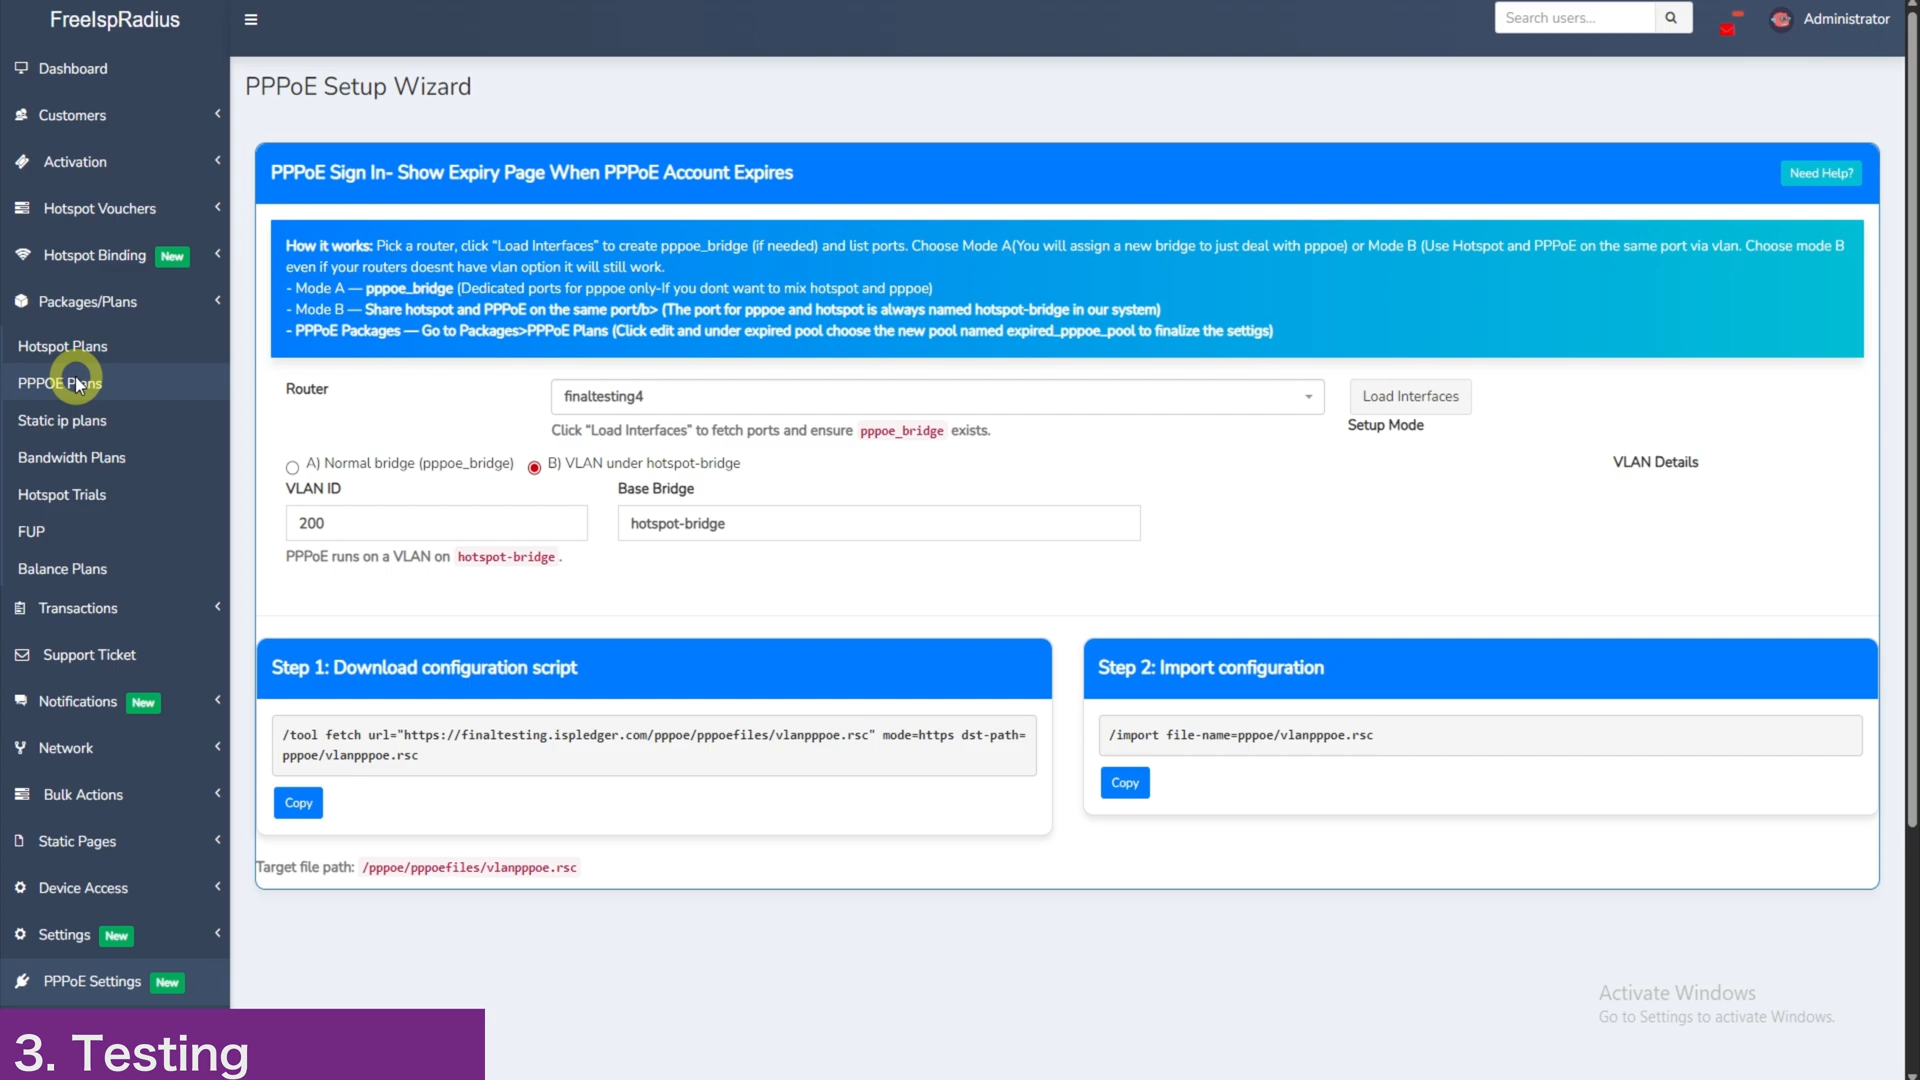 FreeIspRadius
Search users...
Administrator
Dashboard
Customers
Activation
Hotspot Vouchers
Hotspot Binding New
Packages/Plans
Hotspot Plans
PPPOE Plans
Static ip plans
Bandwidth Plans
Hotspot Trials
FUP
Balance Plans
Transactions
Support Ticket
Notifications New
Network
Bulk Actions
Static Pages
Device Access
Settings New
PPPoE Settings New
PPPoE Setup Wizard
PPPoE Sign In- Show Expiry Page When PPPoE Account Expires
Need Help?
How it works: Pick a router, click “Load Interfaces” to create pppoe_bridge (if needed) and list ports. Choose Mode A(You will assign a new bridge to just deal with pppoe) or Mode B (Use Hotspot and PPPoE on the same port via vlan. Choose mode B
even if your routers doesnt have vlan option it will still work.
- Mode A — pppoe_bridge (Dedicated ports for pppoe only-If you dont want to mix hotspot and pppoe)
- Mode B — Share hotspot and PPPoE on the same port/b> (The port for pppoe and hotspot is always named hotspot-bridge in our system)
- PPPoE Packages — Go to Packages>PPPoE Plans (Click edit and under expired pool choose the new pool named expired_pppoe_pool to finalize the settigs)
Router
finaltesting4
Load Interfaces
Click “Load Interfaces” to fetch ports and ensure pppoe_bridge exists.
Setup Mode
A) Normal bridge (pppoe_bridge) B) VLAN under hotspot-bridge
VLAN Details
VLAN ID
Base Bridge
200
hotspot-bridge
PPPoE runs on a VLAN on hotspot-bridge .
Step 1: Download configuration script
/tool fetch url="https://finaltesting.ispledger.com/pppoe/pppoefiles/vlanpppoe.rsc" mode=https dst-path=
pppoe/vlanpppoe.rsc
Copy
Step 2: Import configuration
/import file-name=pppoe/vlanpppoe.rsc
Copy
Target file path: /pppoe/pppoefiles/vlanpppoe.rsc
Activate Windows
Go to Settings to activate Windows.
3. Testing